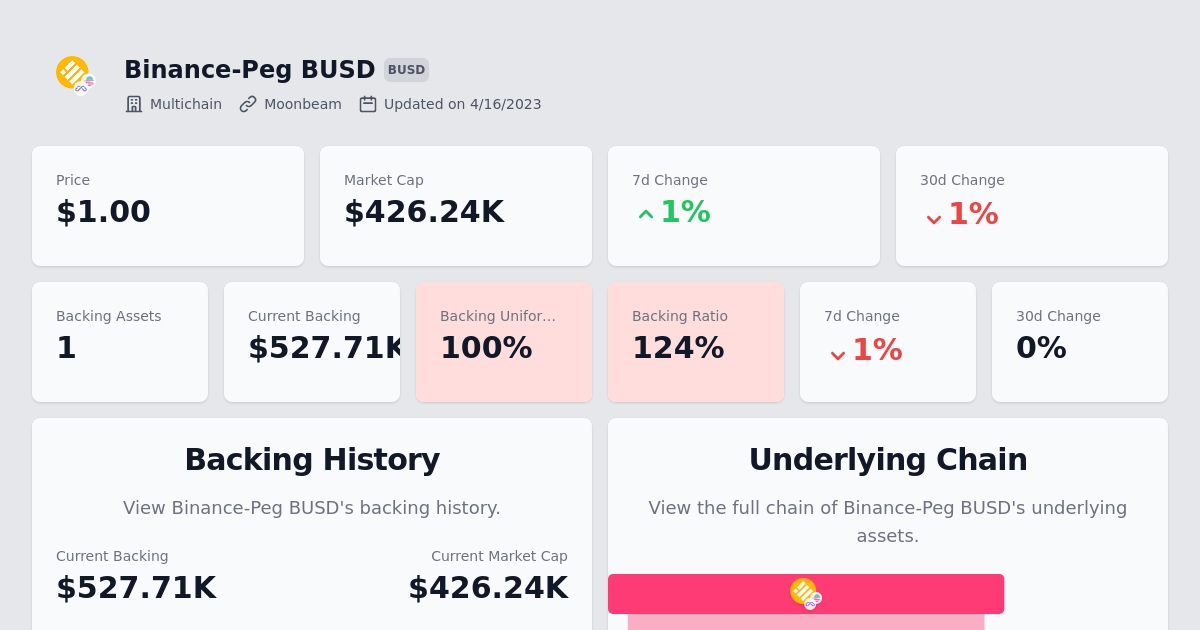 Binance-Peg BUSD BUSD
Multichain Moonbeam Updated on 4/16/2023
Price
$1.00
Market Cap
$426.24K
7d Change
1%
30d Change
1%
Backing Assets
1
Current Backing
$527.71K
Backing Unifor...
100%
Backing Ratio
124%
7d Change
1%
30d Change
0%
Backing History
View Binance-Peg BUSD's backing history.
Current Backing
$527.71K
Current Market Cap
$426.24K
Underlying Chain
View the full chain of Binance-Peg BUSD's underlying
assets.